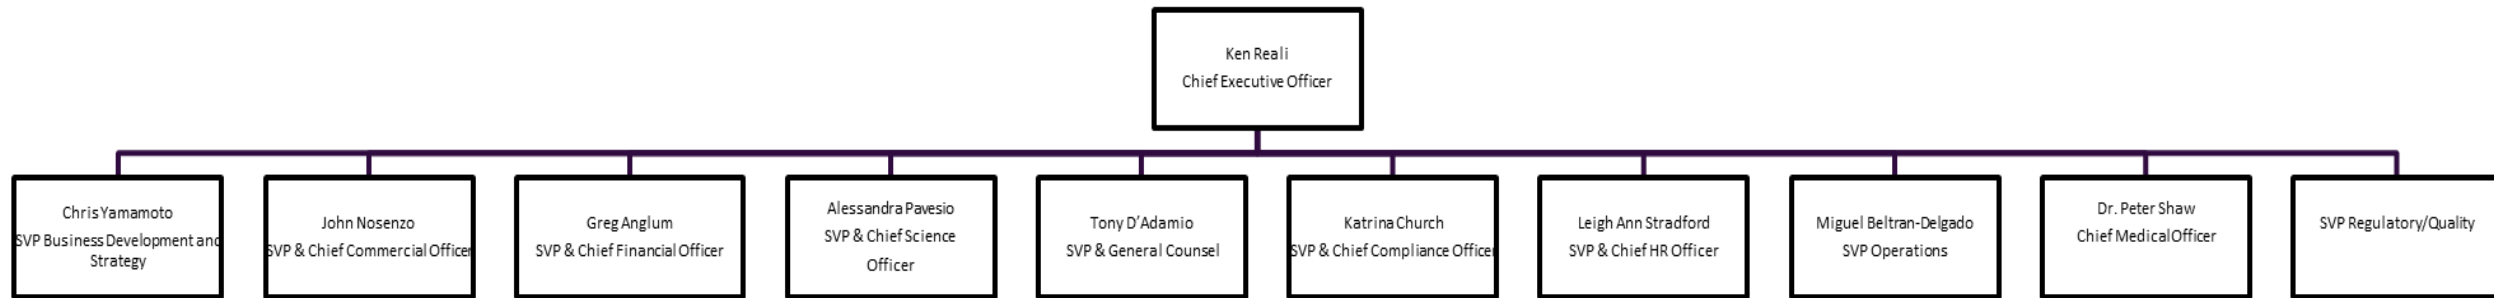 Ken Reali
Chief Executive Officer
Chris Yamamoto
SVP Business Development and
Strategy
John Nosenzo
SVP & Chief Commercial Officer
Greg Anglum
SVP & Chief Financial Officer
Alessandra Pavesio
SVP & Chief Science
Officer
Tony D’Adamio
SVP & General Counsel
Katrina Church
SVP & Chief Compliance Officer
Leigh Ann Stradford
SVP & Chief HR Officer
Miguel Beltran-Delgado
SVP Operations
Dr. Peter Shaw
Chief Medical Officer
SVP Regulatory/Quality